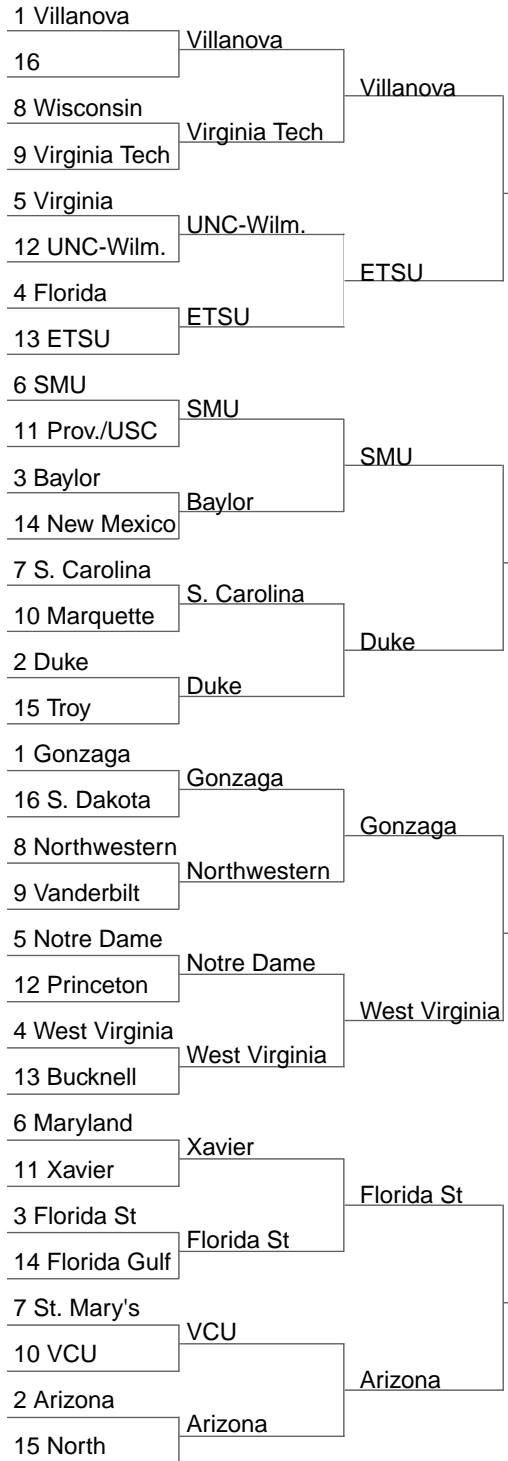 1 Villanova
16
8 Wisconsin
9 Virginia Tech
5 Virginia
12 UNC-Wilm.
4 Florida
13 ETSU
6 SMU
11 Prov./USC
3 Baylor
14 New Mexico
7 S. Carolina
10 Marquette
2 Duke
15 Troy
1 Gonzaga
16 S. Dakota
8 Northwestern
9 Vanderbilt
5 Notre Dame
12 Princeton
4 West Virginia
13 Bucknell
6 Maryland
11 Xavier
3 Florida St
14 Florida Gulf
7 St. Mary's
10 VCU
2 Arizona
15 North
Villanova
Virginia Tech
UNC-Wilm.
ETSU
SMU
Baylor
S. Carolina
Duke
Gonzaga
Northwestern
Notre Dame
West Virginia
Xavier
Florida St
VCU
Arizona
Villanova
ETSU
SMU
Duke
Gonzaga
West Virginia
Florida St
Arizona